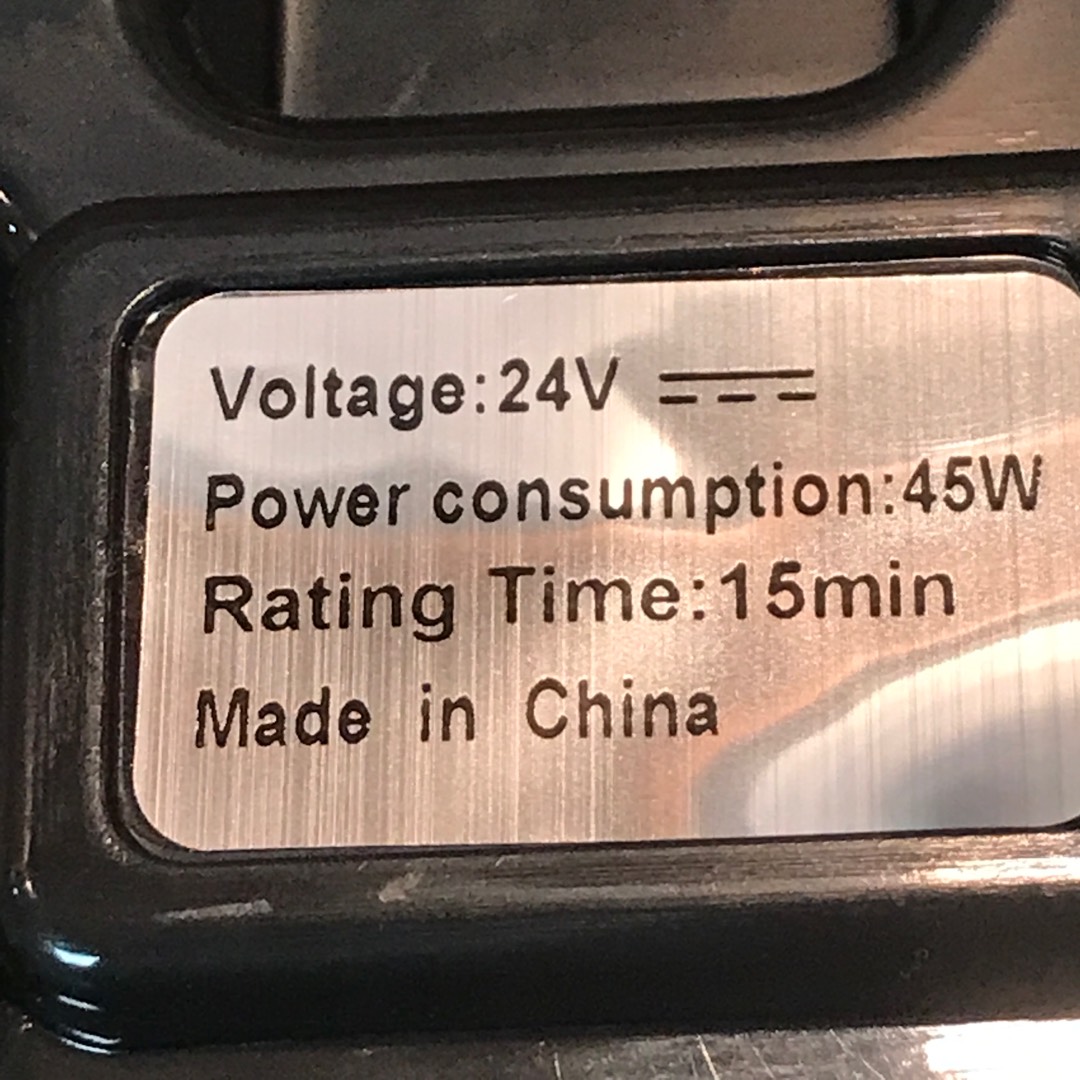 Voltage:24V ⎓
Power consumption:45W
Rating Time:15min
Made in China